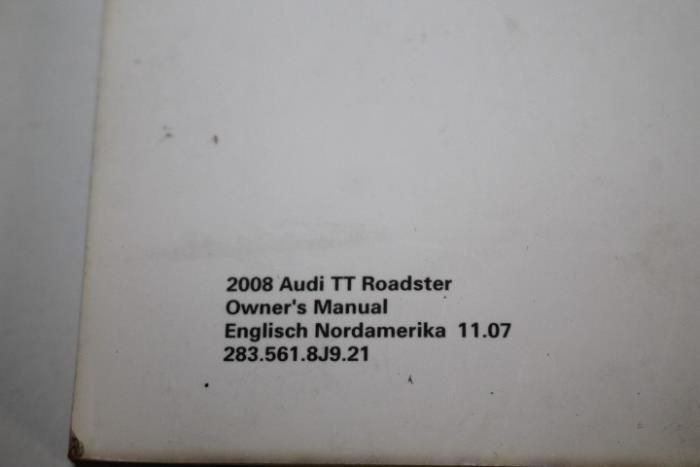 2008 Audi TT Roadster
Owner's Manual
Englisch Nordamerika 11.07
283.561.8J9.21